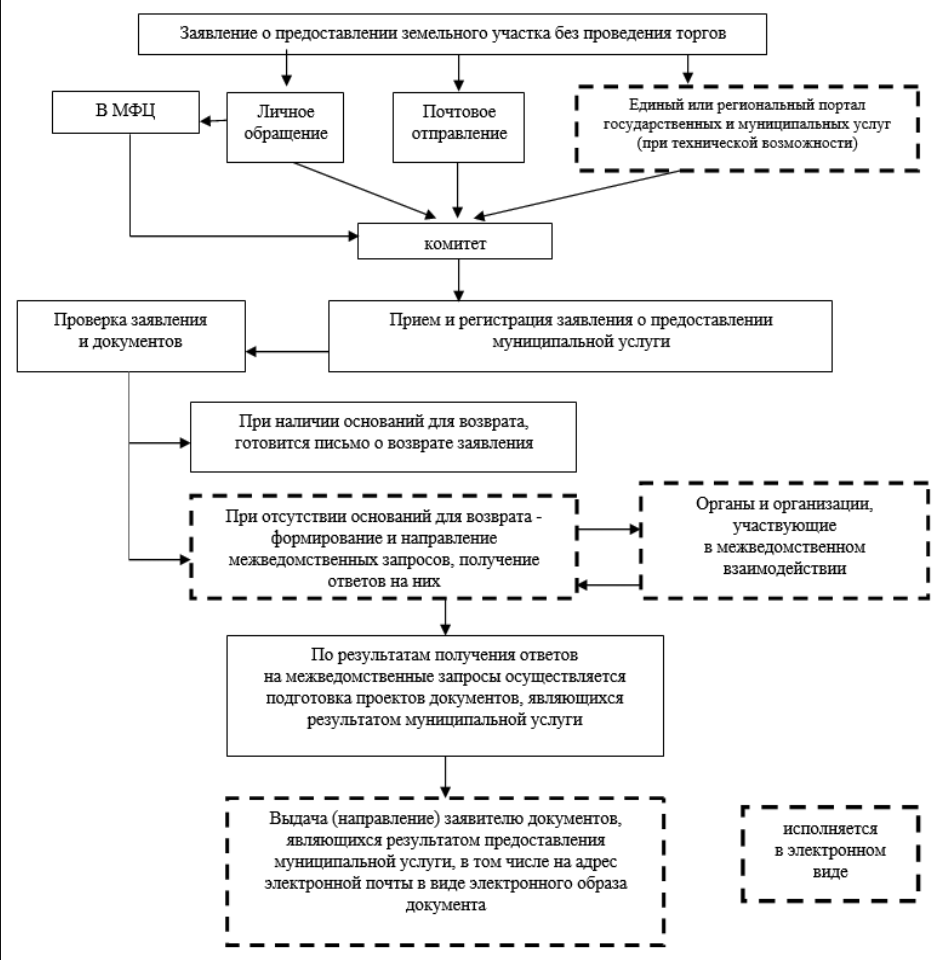 Заявление о предоставлении земельного участка без проведения торгов
В МФЦ
Личное
обращение
Почтовое
отправление
Единый или региональный портал
государственных и муниципальных услуг
(при технической возможности)
комитет
Проверка заявления
и документов
Прием и регистрация заявления о предоставлении
муниципальной услуги
При наличии оснований для возврата,
готовится письмо о возврате заявления
При отсутствии оснований для возврата -
формирование и направление
межведомственных запросов, получение
ответов на них
Органы и организации,
участвующие
в межведомственном
взаимодействии
По результатам получения ответов
на межведомственные запросы осуществляется
подготовка проектов документов, являющихся
результатом муниципальной услуги
Выдача (направление) заявителю документов,
являющихся результатом предоставления
муниципальной услуги, в том числе на адрес
электронной почты в виде электронного образа
документа
исполняется
в электронном
виде